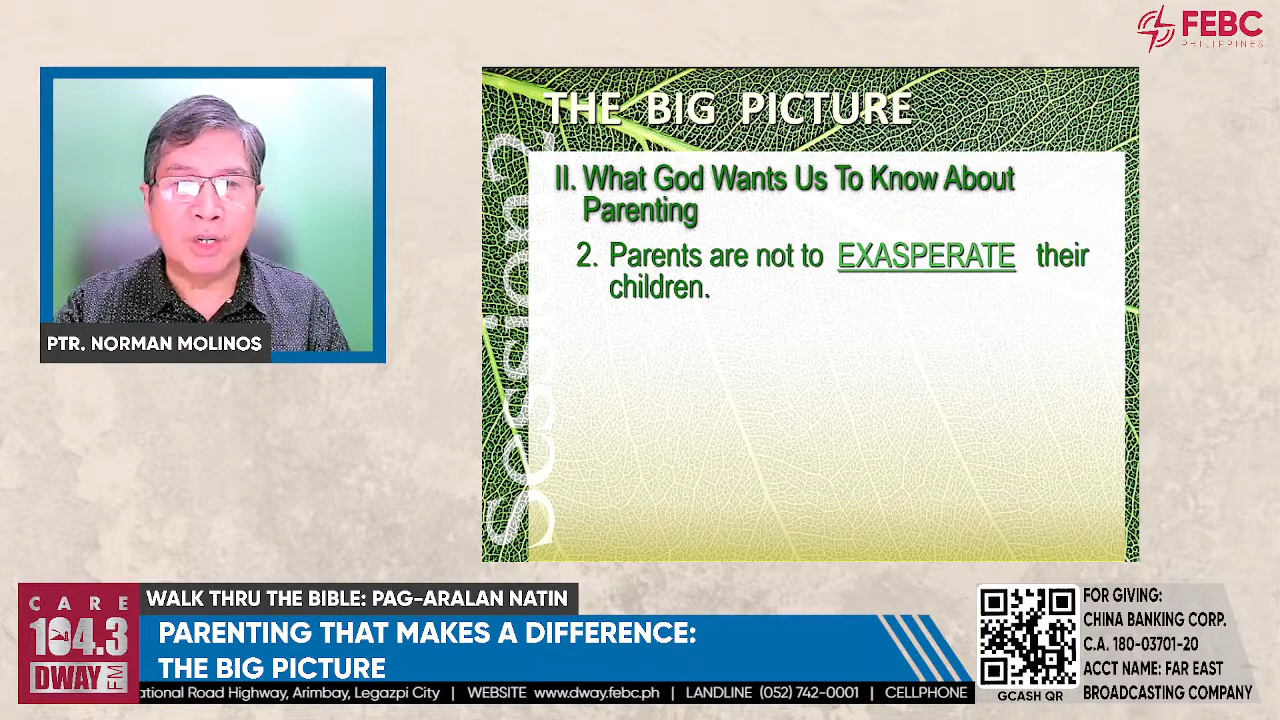 FEBC
PHILIPPINES
THE BIG PICTURE
Session 2
II. What God Wants Us To Know About
Parenting
2. Parents are not to EXASPERATE their
children.
PTR. NORMAN MOLINOS
CARE
104.3
DWAY FM
WALK THRU THE BIBLE: PAG-ARALAN NATIN
PARENTING THAT MAKES A DIFFERENCE:
THE BIG PICTURE
ational Road Highway, Arimbay, Legazpi City | WEBSITE www.dway.febc.ph | LANDLINE (052) 742-0001 | CELLPHONE
GCASH QR
FOR GIVING:
CHINA BANKING CORP.
C.A. 180-03701-20
ACCT NAME: FAR EAST
BROADCASTING COMPANY